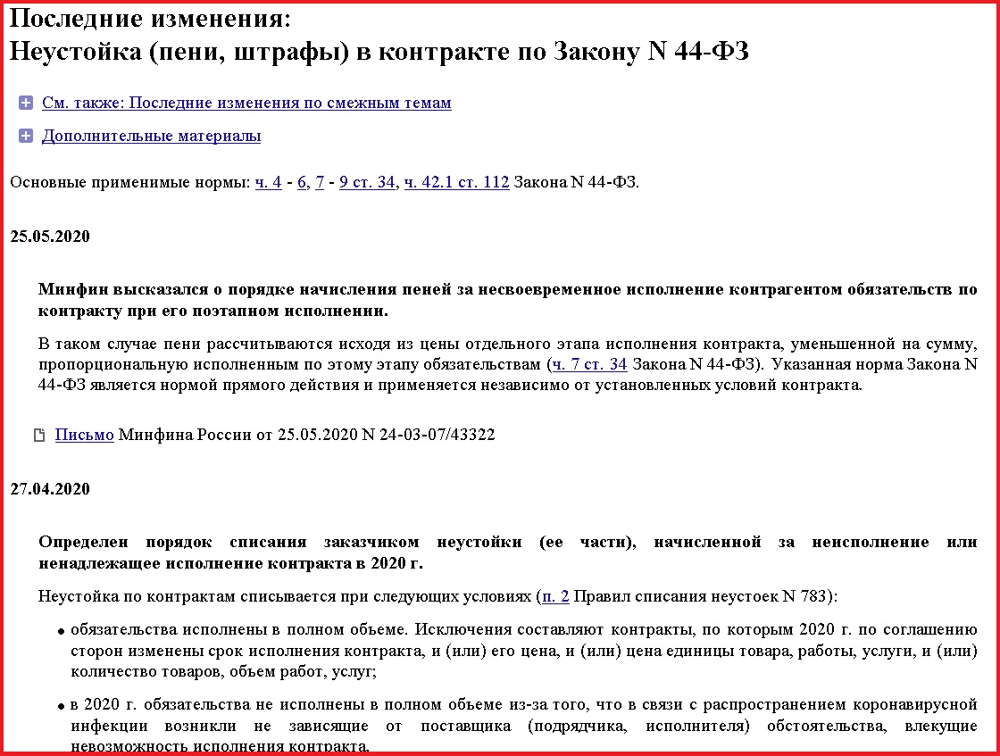 Последние изменения:
Неустойка (пени, штрафы) в контракте по Закону N 44-ФЗ
См. также: Последние изменения по смежным темам
Дополнительные материалы
Основные применимые нормы: ч. 4 - 6, 7 - 9 ст. 34, ч. 42.1 ст. 112 Закона N 44-ФЗ.
25.05.2020
Минфин высказался о порядке начисления пеней за несвоевременное исполнение контрагентом обязательств по
контракту при его поэтапном исполнении.
В таком случае пени рассчитываются исходя из цены отдельного этапа исполнения контракта, уменьшенной на сумму,
пропорциональную исполненным по этому этапу обязательствам (ч. 7 ст. 34 Закона N 44-ФЗ). Указанная норма Закона N
44-ФЗ является нормой прямого действия и применяется независимо от установленных условий контракта.
Письмо Минфина России от 25.05.2020 N 24-03-07/43322
27.04.2020
Определен порядок списания заказчиком неустойки (ее части), начисленной за неисполнение или
ненадлежащее исполнение контракта в 2020 г.
Неустойка по контрактам списывается при следующих условиях (п. 2 Правил списания неустоек N 783):
• обязательства исполнены в полном объеме. Исключения составляют контракты, по которым 2020 г. по соглашению
сторон изменены срок исполнения контракта, и (или) его цена, и (или) цена единицы товара, работы, услуги, и (или)
количество товаров, объем работ, услуг;
• в 2020 г. обязательства не исполнены в полном объеме из-за того, что в связи с распространением коронавирусной
инфекции возникли не зависящие от поставщика (подрядчика, исполнителя) обстоятельства, влекущие
невозможность исполнения контракта.